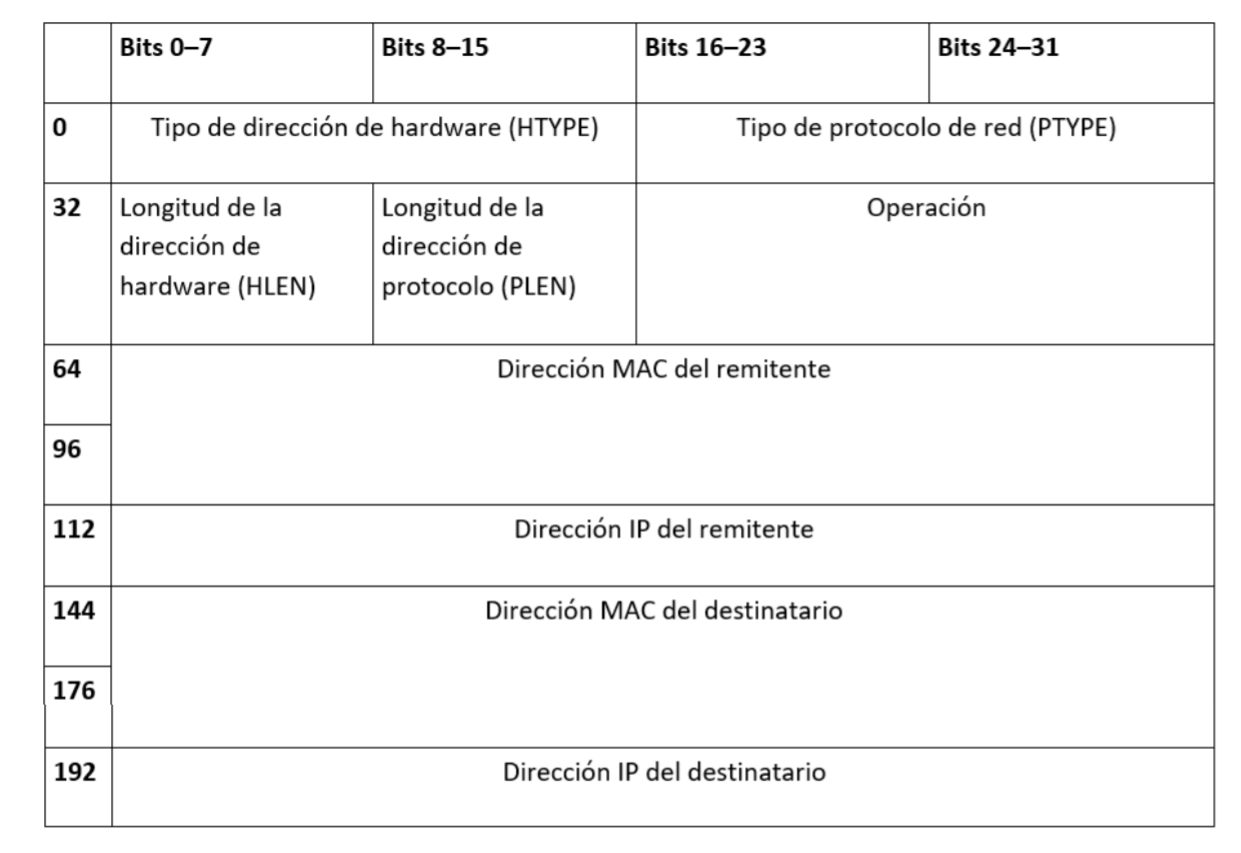 Bits 0–7 Bits 8–15 Bits 16–23 Bits 24–31
0 Tipo de dirección de hardware (HTYPE) Tipo de protocolo de red (PTYPE)
32 Longitud de la
dirección de
hardware (HLEN)
Longitud de la
dirección de
protocolo (PLEN)
Operación
64 Dirección MAC del remitente
96
112 Dirección IP del remitente
144 Dirección MAC del destinatario
176
192 Dirección IP del destinatario